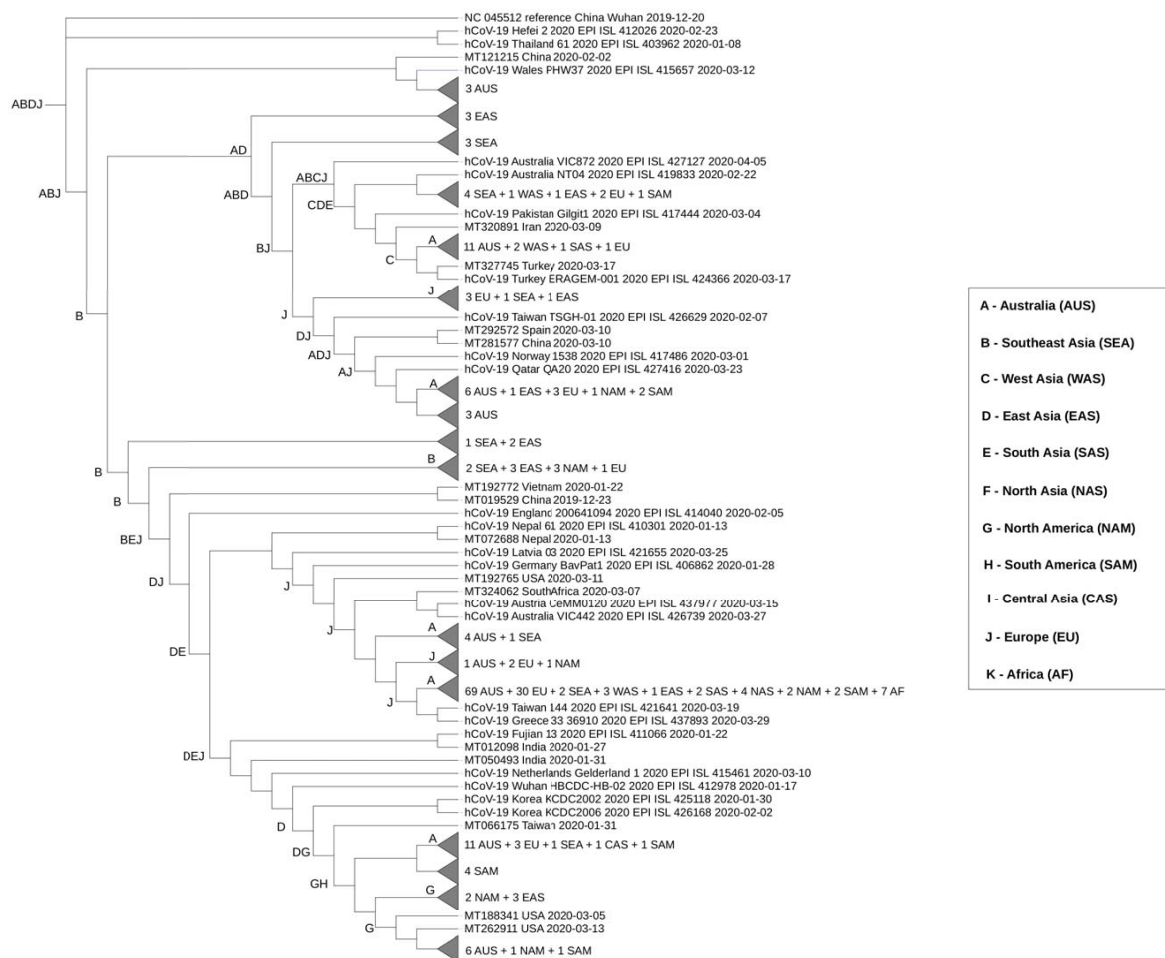 NC 045512 reference China Wuhan 2019-12-20
hCoV-19 Hefei 2 2020 EPI ISL 412026 2020-02-23
hCoV-19 Thailand 61 2020 EPI ISL 403962 2020-01-08
MT121215 China 2020-02-02
hCoV-19 Wales PHW37 2020 EPI ISL 415657 2020-03-12
3 AUS
ABDJ
3 EAS
3 SEA
AD
hCoV-19 Australia VIC872 2020 EPI ISL 427127 2020-04-05
hCoV-19 Australia NT04 2020 EPI ISL 419833 2020-02-22
ABCJ
ABJ
ABD
4 SEA + 1 WAS + 1 EAS + 2 EU + 1 SAM
CDE
hCoV-19 Pakistan Gilgit1 2020 EPI ISL 417444 2020-03-04
MT320891 Iran 2020-03-09
A
BJ
11 AUS + 2 WAS + 1 SAS + 1 EU
C
MT327745 Turkey 2020-03-17
hCoV-19 Turkey ERAGEM-001 2020 EPI ISL 424366 2020-03-17
J
3 EU + 1 SEA + 1 EAS
B
J
hCoV-19 Taiwan TSGH-01 2020 EPI ISL 426629 2020-02-07
DJ
MT292572 Spain 2020-03-10
MT281577 China 2020-03-10
ADJ
hCoV-19 Norway 1538 2020 EPI ISL 417486 2020-03-01
AJ
hCoV-19 Qatar QA20 2020 EPI ISL 427416 2020-03-23
A
6 AUS + 1 EAS + 3 EU + 1 NAM + 2 SAM
3 AUS
1 SEA + 2 EAS
B
B
2 SEA + 3 EAS + 3 NAM + 1 EU
MT192772 Vietnam 2020-01-22
B
MT019529 China 2019-12-23
hCoV-19 England 200641094 2020 EPI ISL 414040 2020-02-05
hCoV-19 Nepal 61 2020 EPI ISL 410301 2020-01-13
BEJ
MT072688 Nepal 2020-01-13
hCoV-19 Latvia 03 2020 EPI ISL 421655 2020-03-25
hCoV-19 Germany BavPat1 2020 EPI ISL 406862 2020-01-28
DJ
J
MT192765 USA 2020-03-11
MT324062 SouthAfrica 2020-03-07
hCoV-19 Austria CeMM0120 2020 EPI ISL 437977 2020-03-15
hCoV-19 Australia VIC442 2020 EPI ISL 426739 2020-03-27
J
A
4 AUS + 1 SEA
DE
J
1 AUS + 2 EU + 1 NAM
A
69 AUS + 30 EU + 2 SEA + 3 WAS + 1 EAS + 2 SAS + 4 NAS + 2 NAM + 2 SAM + 7 AF
J
hCoV-19 Taiwan 144 2020 EPI ISL 421641 2020-03-19
hCoV-19 Greece 33 36910 2020 EPI ISL 437893 2020-03-29
hCoV-19 Fujian 13 2020 EPI ISL 411066 2020-01-22
MT012098 India 2020-01-27
DEJ
MT050493 India 2020-01-31
hCoV-19 Netherlands Gelderland 1 2020 EPI ISL 415461 2020-03-10
hCoV-19 Wuhan HBCDC-HB-02 2020 EPI ISL 412978 2020-01-17
hCoV-19 Korea KCDC2002 2020 EPI ISL 425118 2020-01-30
hCoV-19 Korea KCDC2006 2020 EPI ISL 426168 2020-02-02
D
MT066175 Taiwan 2020-01-31
A
11 AUS + 3 EU + 1 SEA + 1 CAS + 1 SAM
DG
4 SAM
GH
G
2 NAM + 3 EAS
MT188341 USA 2020-03-05
G
MT262911 USA 2020-03-13
6 AUS + 1 NAM + 1 SAM
A - Australia (AUS)
B - Southeast Asia (SEA)
C - West Asia (WAS)
D - East Asia (EAS)
E - South Asia (SAS)
F - North Asia (NAS)
G - North America (NAM)
H - South America (SAM)
I - Central Asia (CAS)
J - Europe (EU)
K - Africa (AF)